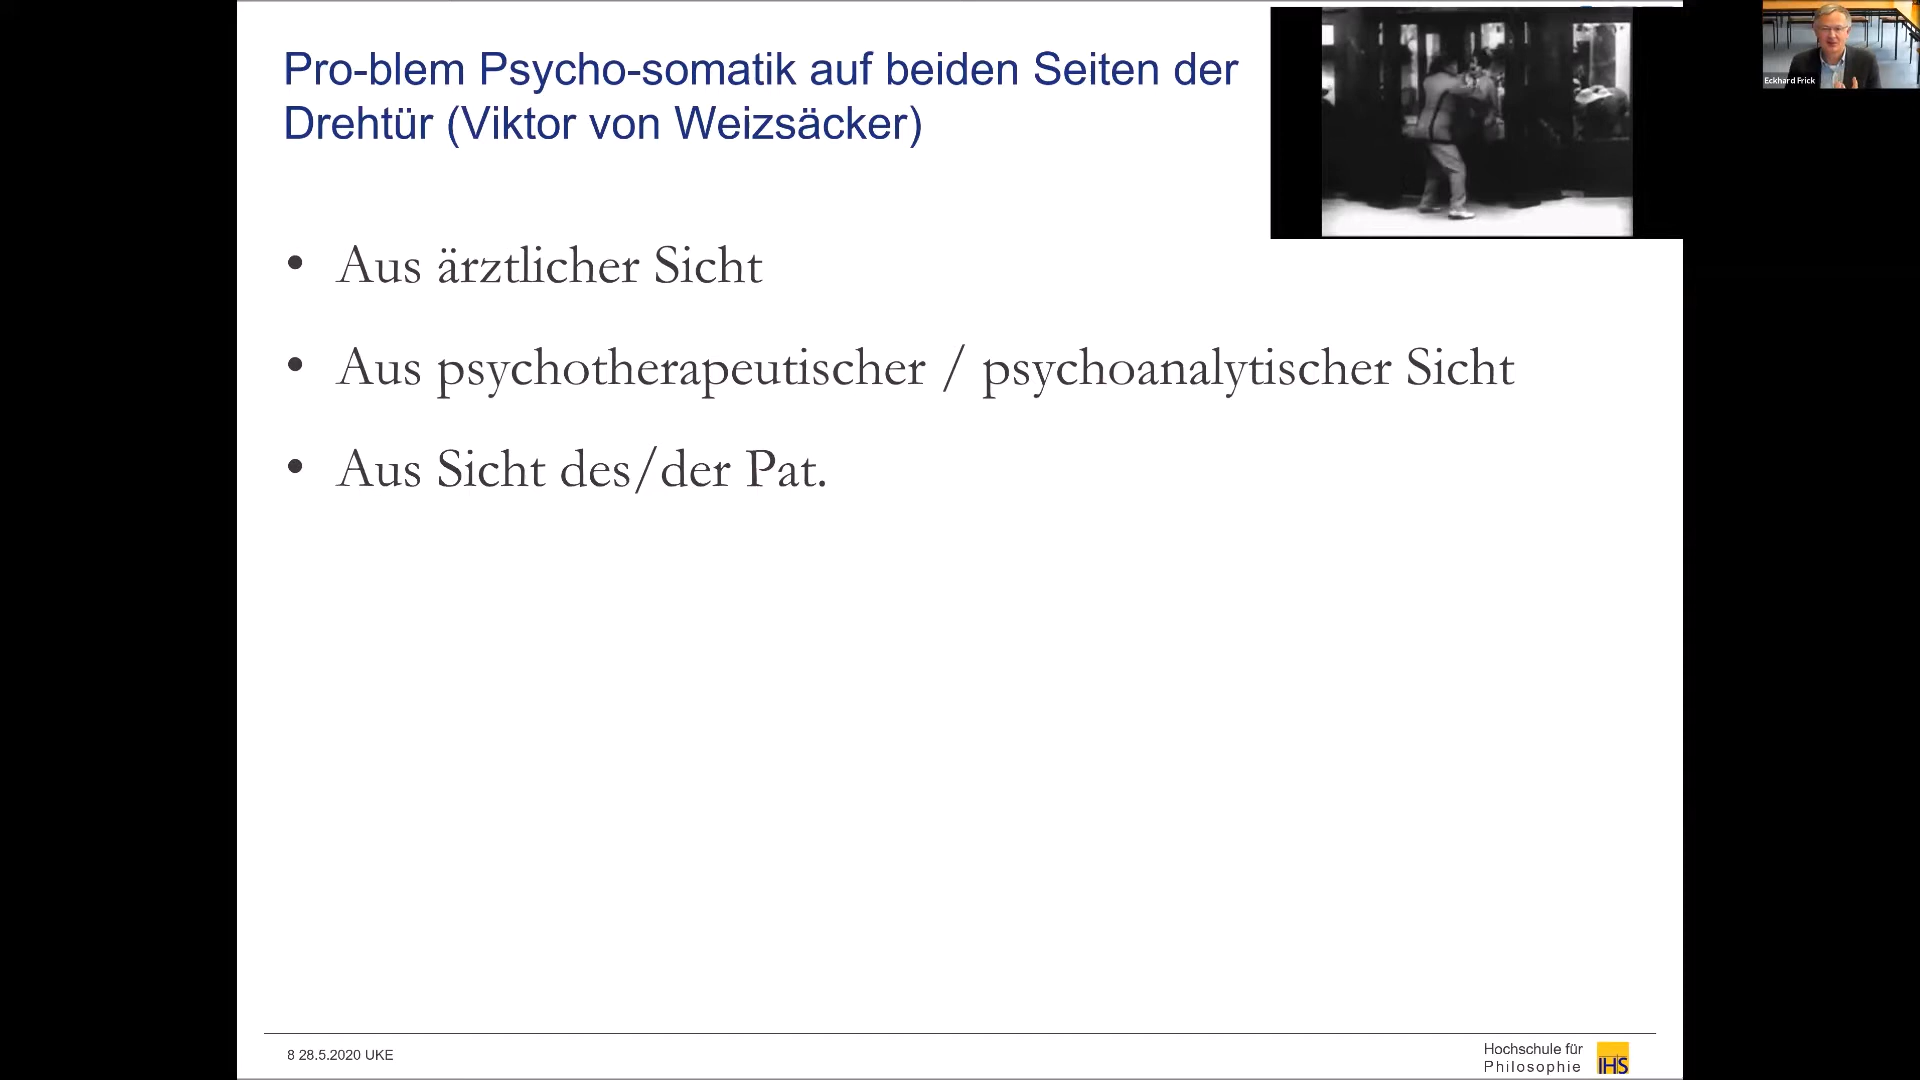 Pro-blem Psycho-somatik auf beiden Seiten der
Drehtür (Viktor von Weizsäcker)
• Aus ärztlicher Sicht
• Aus psychotherapeutischer / psychoanalytischer Sicht
• Aus Sicht des/der Pat.
8 28.5.2020 UKE
Hochschule für
Philosophie
IHS
Eckhard Frick